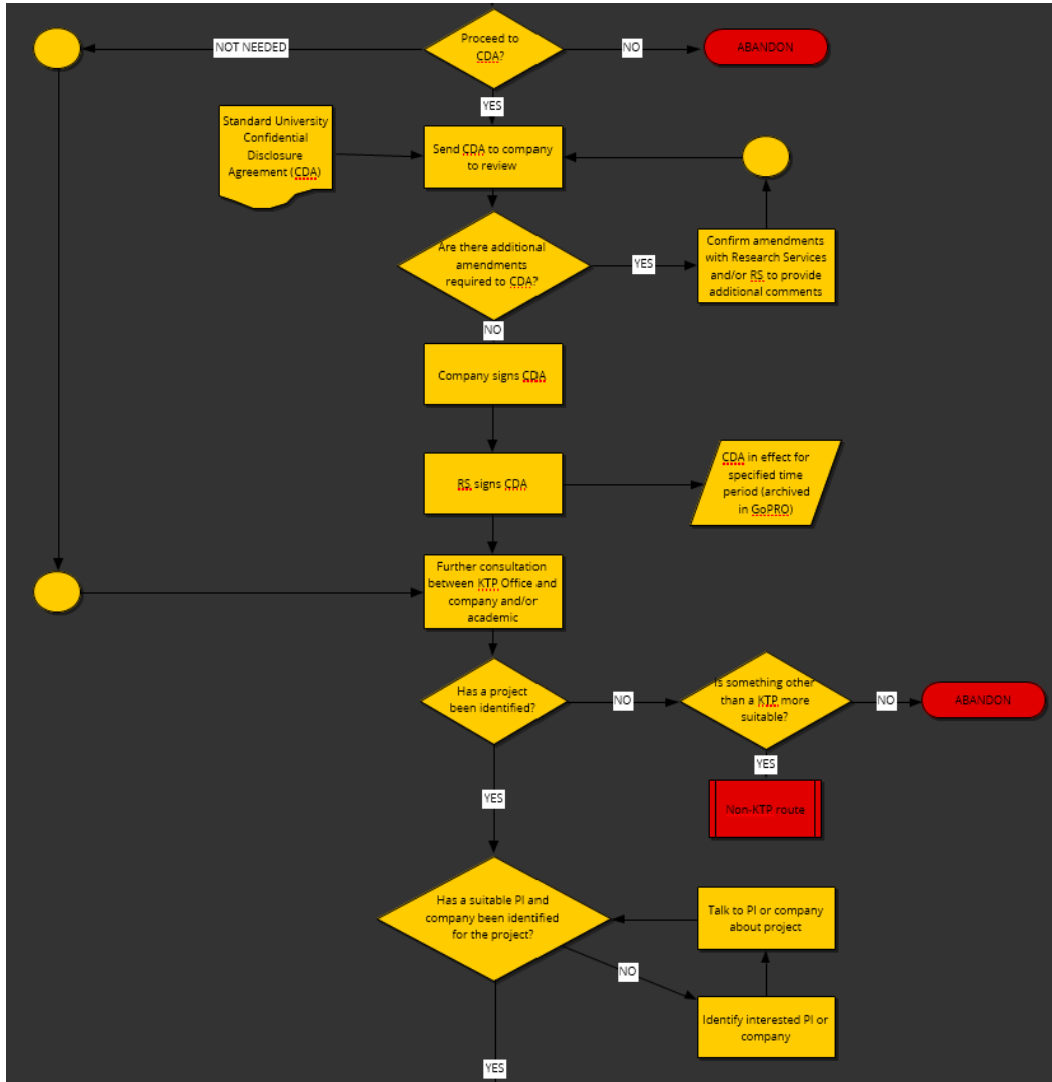 Proceed to
CDA?
NOT NEEDED
NO
ABANDON
YES
Standard University
Confidential
Disclosure
Agreement (CDA)
Send CDA to company
to review
Are there additional
amendments
required to CDA?
YES
Confirm amendments
with Research Services
and/or RS to provide
additional comments
NO
Company signs CDA
RS signs CDA
CDA in effect for
specified time
period (archived
in GoPRO)
Further consultation
between KTP Office and
company and/or
academic
Has a project
been identified?
NO
Is something other
than a KTP more
suitable?
NO
ABANDON
YES
Non-KTP route
YES
Has a suitable PI and
company been identified
for the project?
Talk to PI or company
about project
NO
Identify interested PI or
company
YES